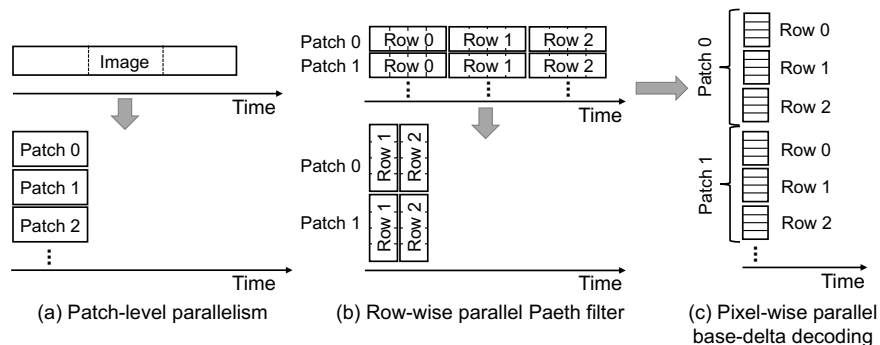 Image
Time
Patch 0
Patch 1
Patch 2
Time
(a) Patch-level parallelism
Patch 0 Row 0 Row 1 Row 2
Patch 1 Row 0 Row 1 Row 2
Time
Patch 0 Row 1 Row 2
Patch 1 Row 1 Row 2
Time
(b) Row-wise parallel Paeth filter
Patch 0
Row 0
Row 1
Row 2
Patch 1
Row 0
Row 1
Row 2
Time
(c) Pixel-wise parallel
base-delta decoding